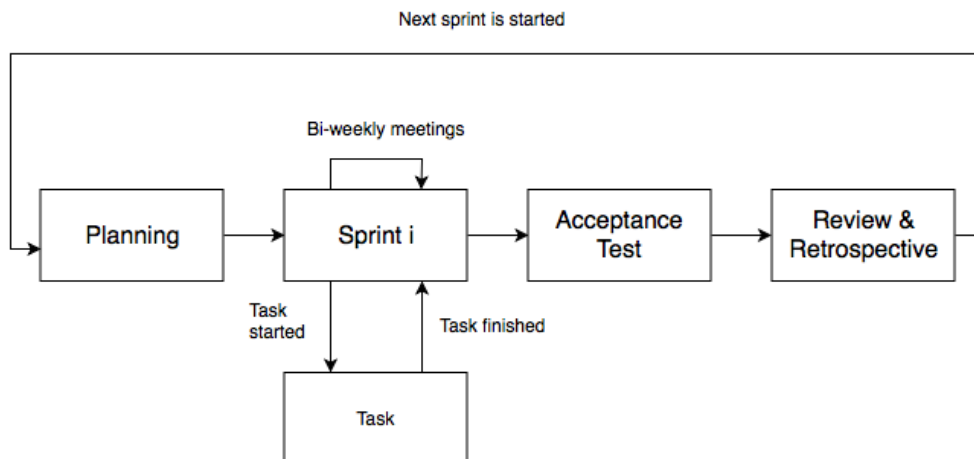 Next sprint is started
Bi-weekly meetings
Planning
Sprint i
Acceptance
Test
Review &
Retrospective
Task
started
Task finished
Task